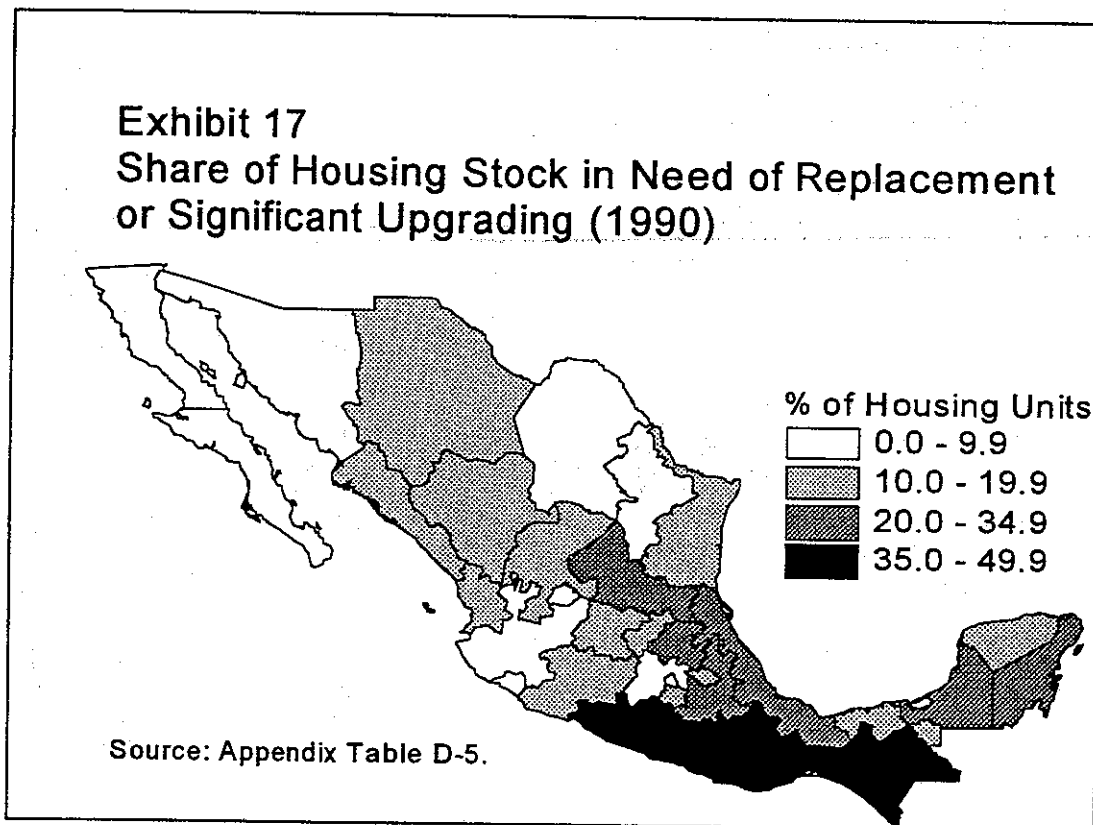 Exhibit 17
Share of Housing Stock in Need of Replacement
or Significant Upgrading (1990)
% of Housing Units
0.0 - 9.9
10.0 - 19.9
20.0 - 34.9
35.0 - 49.9
Source: Appendix Table D-5.